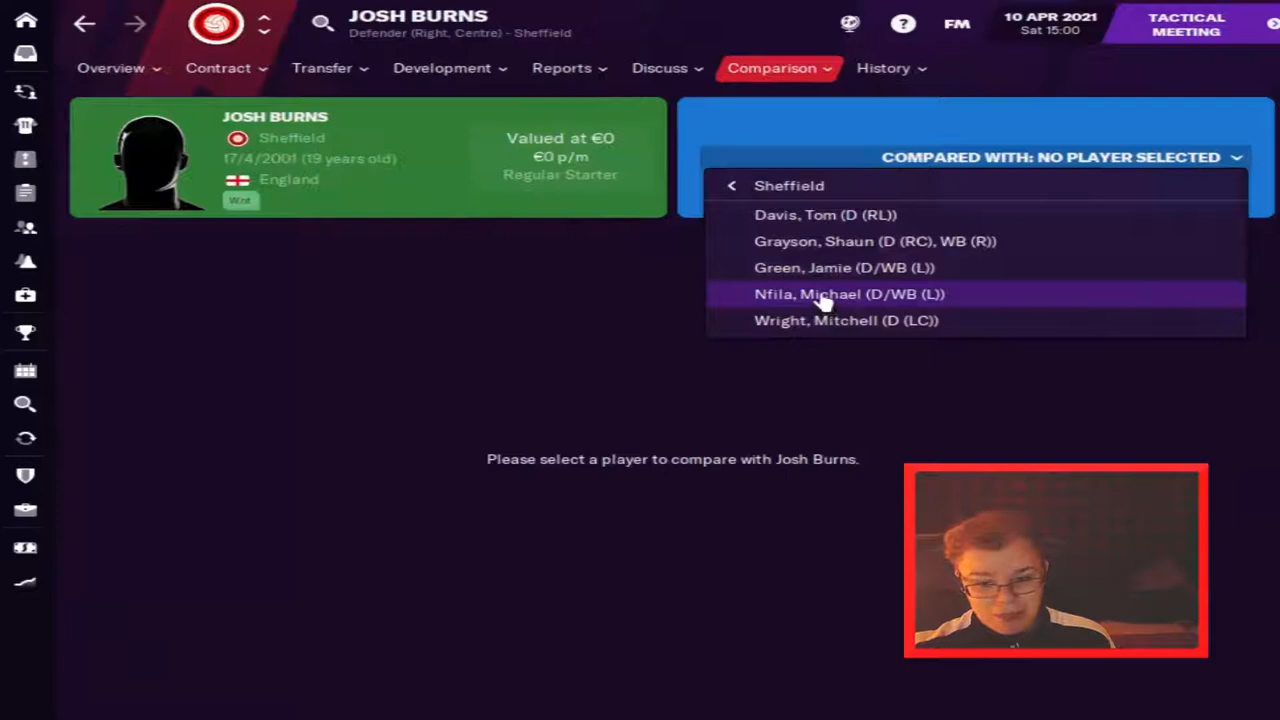 JOSH BURNS
Defender (Right, Centre) - Sheffield
FM
10 APR 2021
Sat 15:00
TACTICAL
MEETING
Overview
Contract
Transfer
Development
Reports
Discuss
Comparison
History
JOSH BURNS
Sheffield
17/4/2001 (19 years old)
England
Wnt
Valued at €0
€0 p/m
Regular Starter
COMPARED WITH: NO PLAYER SELECTED
Sheffield
Davis, Tom (D (RL))
Grayson, Shaun (D (RC), WB (R))
Green, Jamie (D/WB (L))
Nfila, Michael (D/WB (L))
Wright, Mitchell (D (LC))
Please select a player to compare with Josh Burns.